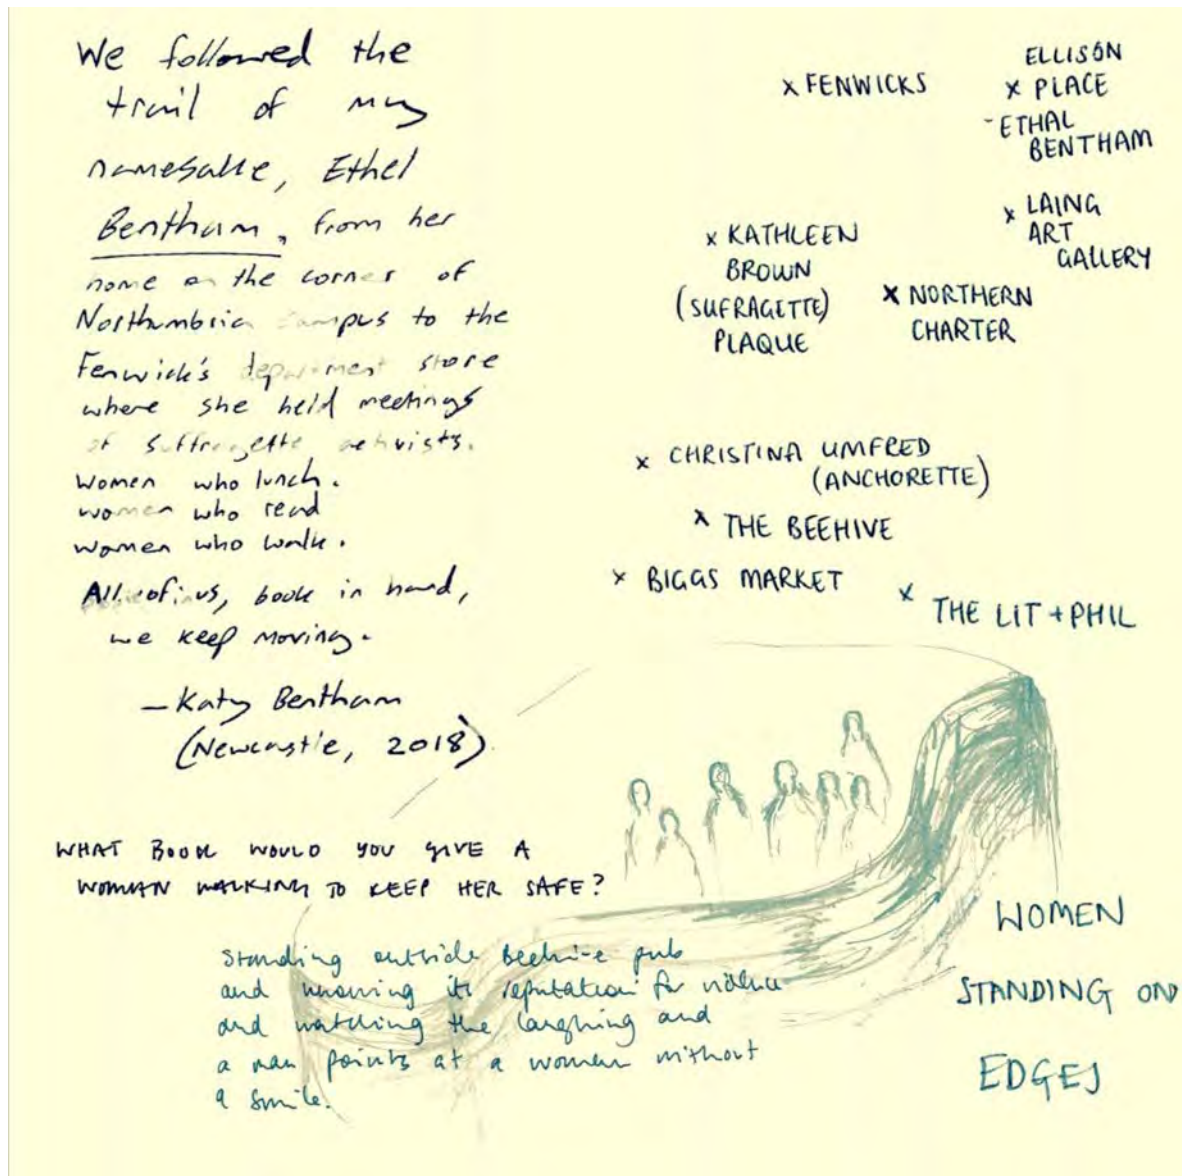 We followed the
trail of my
namesake, Ethel
Bentham, from her
home on the corner of
Northumbria campus to the
Fenwick's department store
where she held meetings
of suffragette activists.
Women who lunch.
women who read
women who walk.
All of us, book in hand,
we keep moving.
– Katy Bentham
(Newcastle, 2018)
x FENWICKS
ELLISON
x PLACE
- ETHAL
BENTHAM
x LAING
ART
GALLERY
x KATHLEEN
BROWN
(SUFRAGETTE)
PLAQUE
x NORTHERN
CHARTER
x CHRISTINA UMFRED
(ANCHORETTE)
x THE BEEHIVE
x BIGGS MARKET
x THE LIT + PHIL
WHAT BOOK WOULD YOU GIVE A
WOMAN WALKING TO KEEP HER SAFE?
Standing outside Beehive pub
and knowing its reputation for violence
and watching the laughing and
a man points at a women without
a smile.
WOMEN
STANDING ON
EDGES